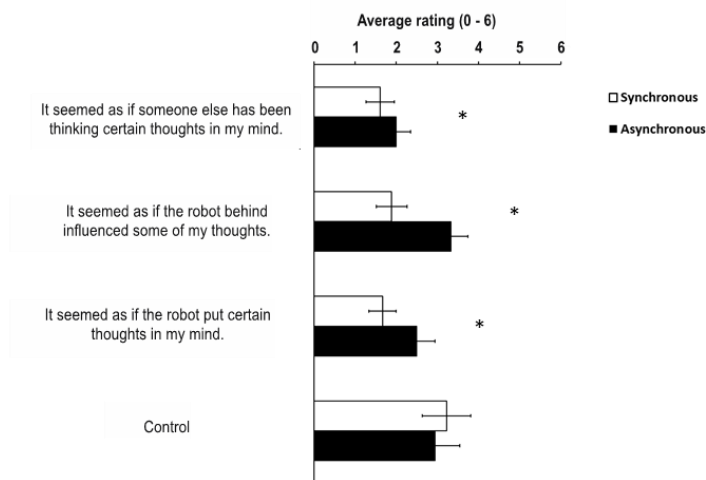 Average rating (0 - 6)
0 1 2 3 4 5 6
It seemed as if someone else has been
thinking certain thoughts in my mind.
*
Synchronous
Asynchronous
It seemed as if the robot behind
influenced some of my thoughts.
*
It seemed as if the robot put certain
thoughts in my mind.
*
Control